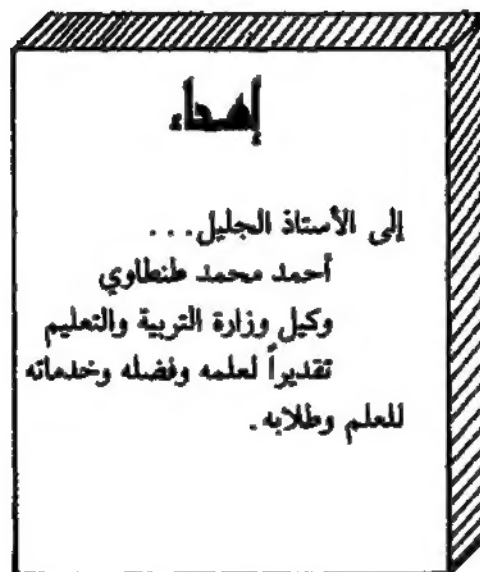 إهداء
إلى الأستاذ الجليل...
أحمد محمد طنطاوي
وكيل وزارة التربية والتعليم
تقديراً لعلمه وفضله وخدماته
للعلم وطلابه.